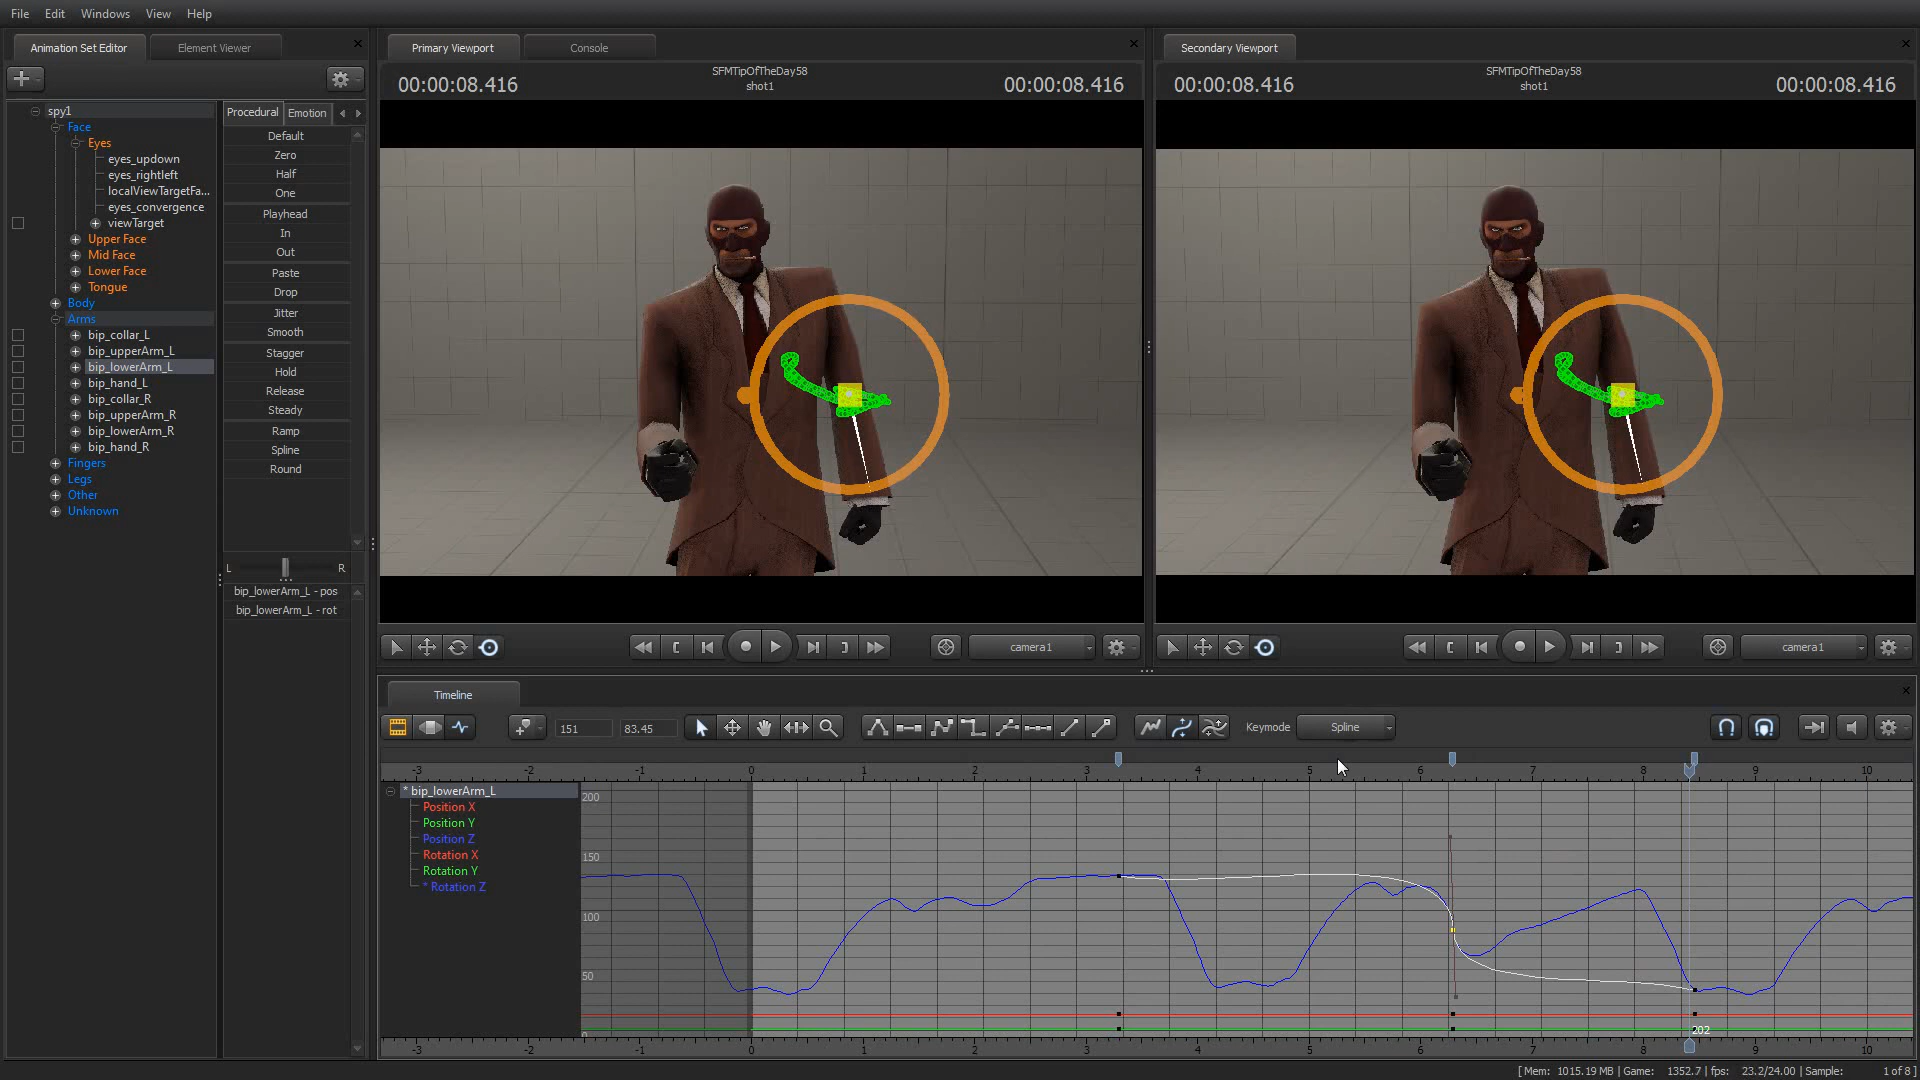 File Edit Windows View Help
Animation Set Editor
Element Viewer
Primary Viewport
Console
Secondary Viewport
00:00:08.416
SFMTipOfTheDay58
shot1
00:00:08.416
00:00:08.416
SFMTipOfTheDay58
shot1
00:00:08.416
spy1
Face
Eyes
eyes_updown
eyes_rightleft
localViewTargetFa...
eyes_convergence
viewTarget
Upper Face
Mid Face
Lower Face
Tongue
Body
Arms
bip_collar_L
bip_upperArm_L
bip_lowerArm_L
bip_hand_L
bip_collar_R
bip_upperArm_R
bip_lowerArm_R
bip_hand_R
Fingers
Legs
Other
Unknown
Procedural
Emotion
Default
Zero
Half
One
Playhead
In
Out
Paste
Drop
Jitter
Smooth
Stagger
Hold
Release
Steady
Ramp
Spline
Round
L R
bip_lowerArm_L - pos
bip_lowerArm_L - rot
camera1
camera1
Timeline
151
83.45
Keymode
Spline
-3 -2 -1 0 1 2 3 4 5 6 7 8 9 10
* bip_lowerArm_L
Position X
Position Y
Position Z
Rotation X
Rotation Y
* Rotation Z
200
150
100
50
0
202
-3 -2 -1 0 1 2 3 4 5 6 7 8 9 10
[ Mem: 1015.19 MB | Game: 1352.7 | fps: 23.2/24.00 | Sample: 1 of 8 ]